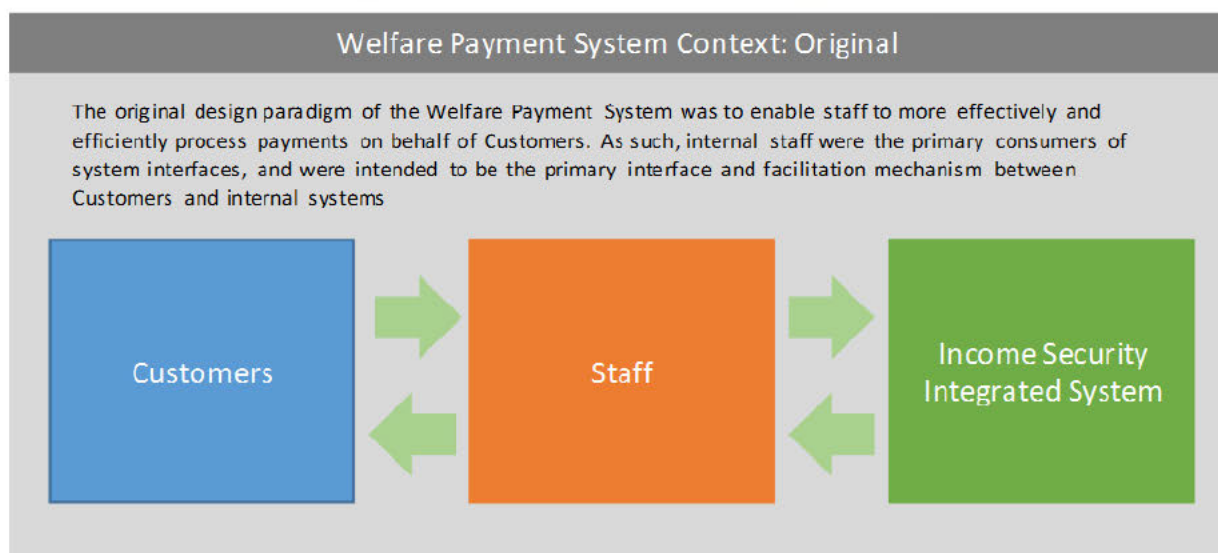 Welfare Payment System Context: Original
The original design paradigm of the Welfare Payment System was to enable staff to more effectively and
efficiently process payments on behalf of Customers. As such, internal staff were the primary consumers of
system interfaces, and were intended to be the primary interface and facilitation mechanism between
Customers and internal systems
Customers
Staff
Income Security
Integrated System